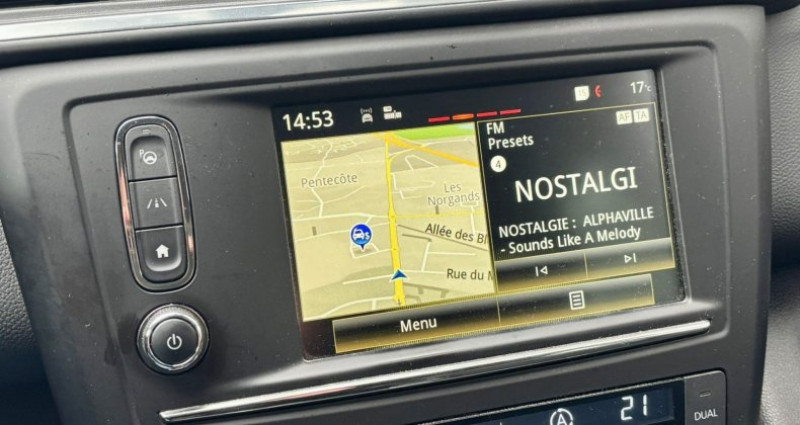 14:53
17°C
FM
AF TA
Presets
4
NOSTALGI
NOSTALGIE : ALPHAVILLE
- Sounds Like A Melody
Pentecôte
Les
Norgands
Allée des Bl
Rue du M
Menu
21
A
DUAL
P